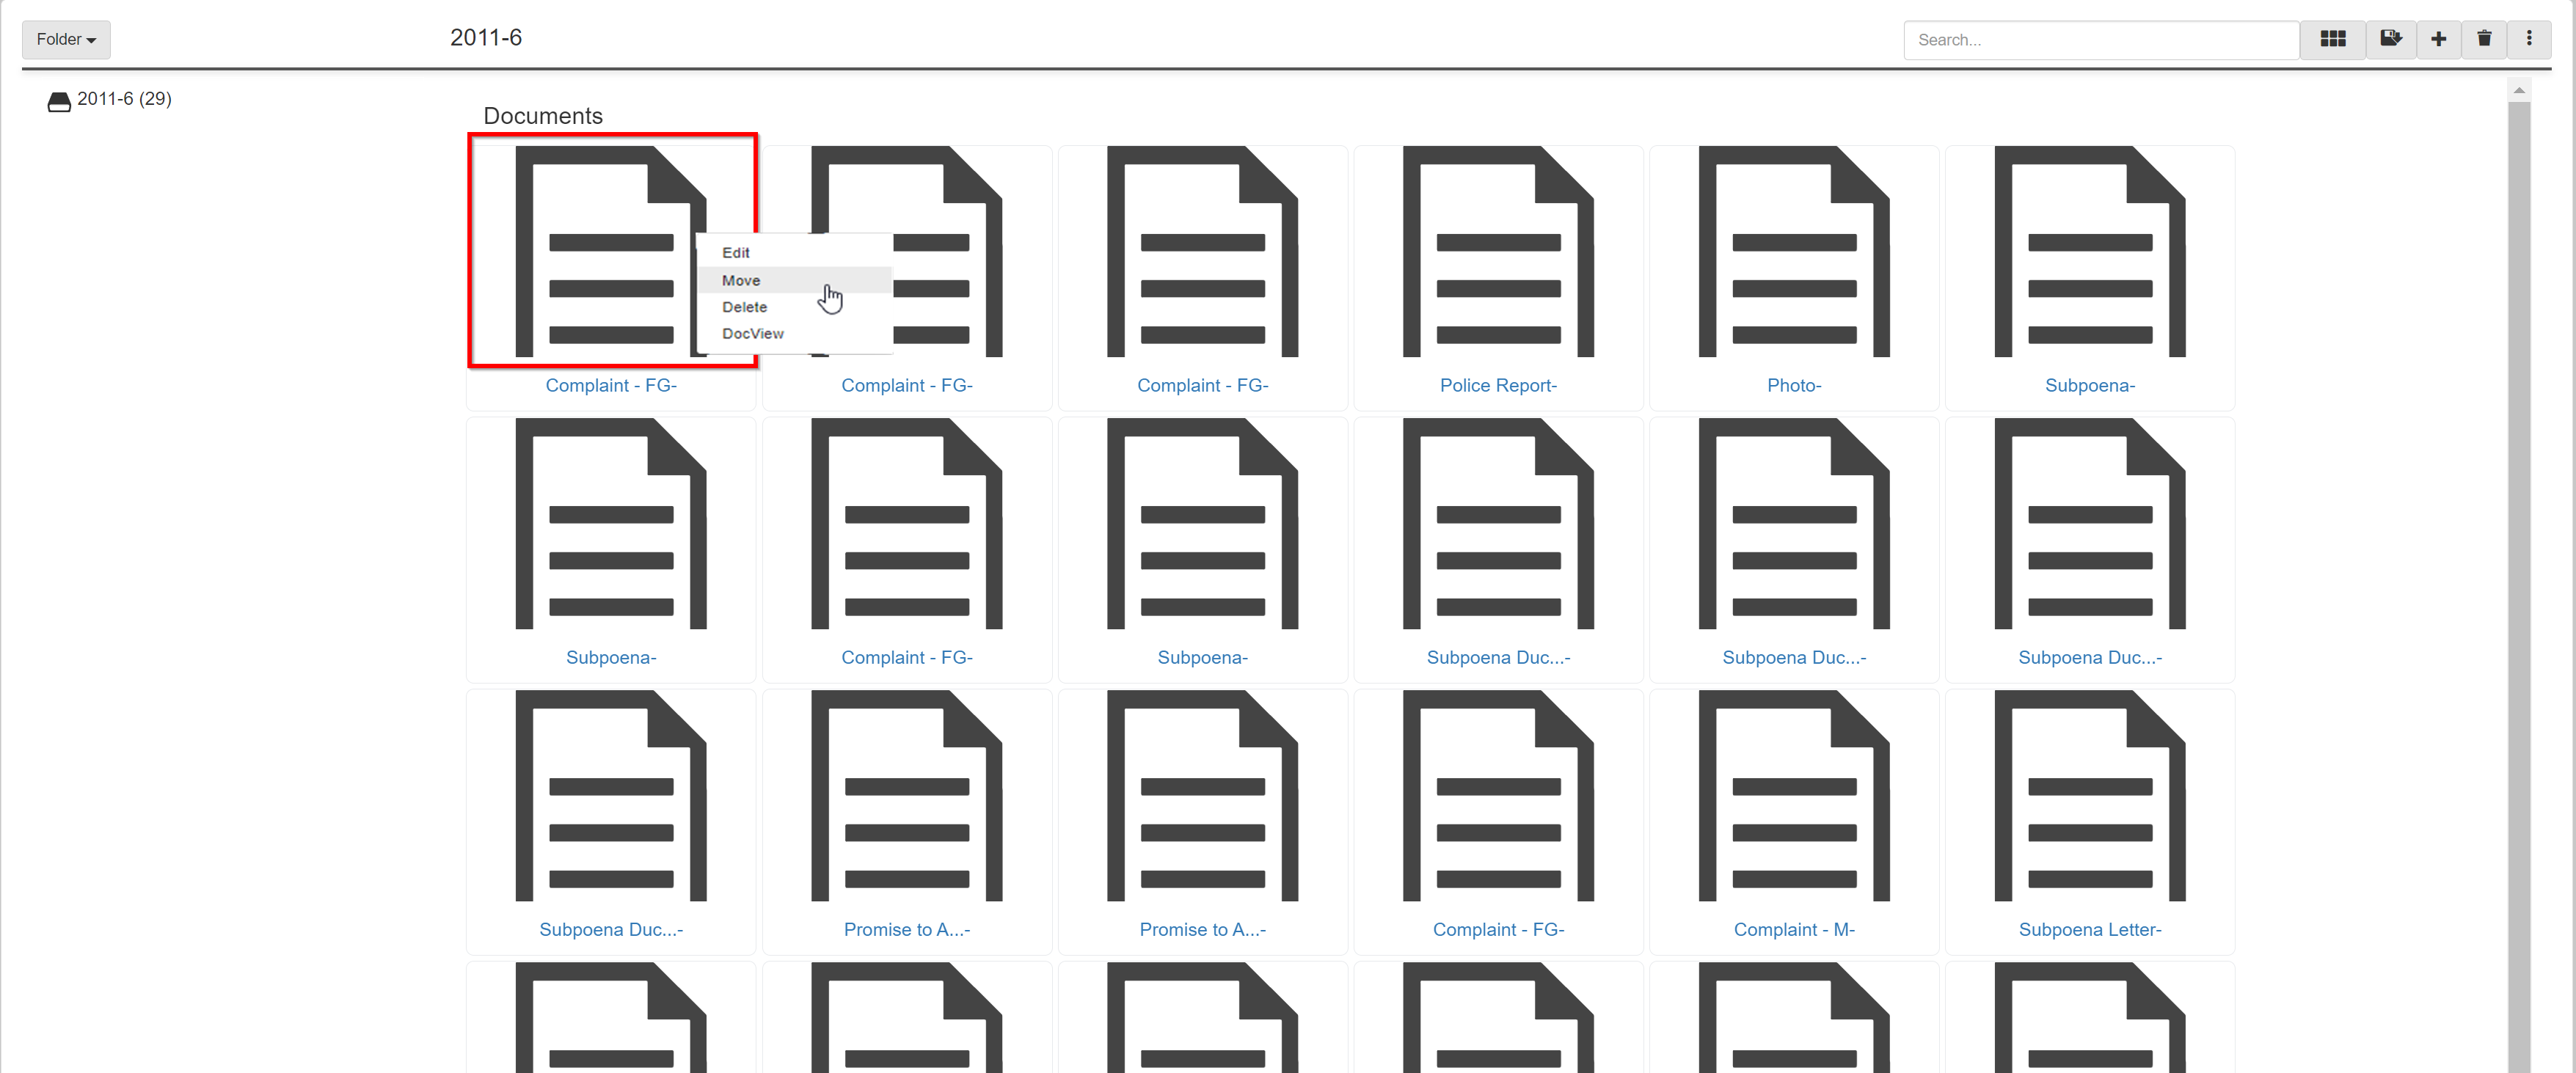 Folder
2011-6
Search...
2011-6 (29)
Documents
Edit
Move
Delete
DocView
Complaint - FG-
Complaint - FG-
Complaint - FG-
Police Report-
Photo-
Subpoena-
Subpoena-
Complaint - FG-
Subpoena-
Subpoena Duc...-
Subpoena Duc...-
Subpoena Duc...-
Subpoena Duc...-
Promise to A...-
Promise to A...-
Complaint - FG-
Complaint - M-
Subpoena Letter-